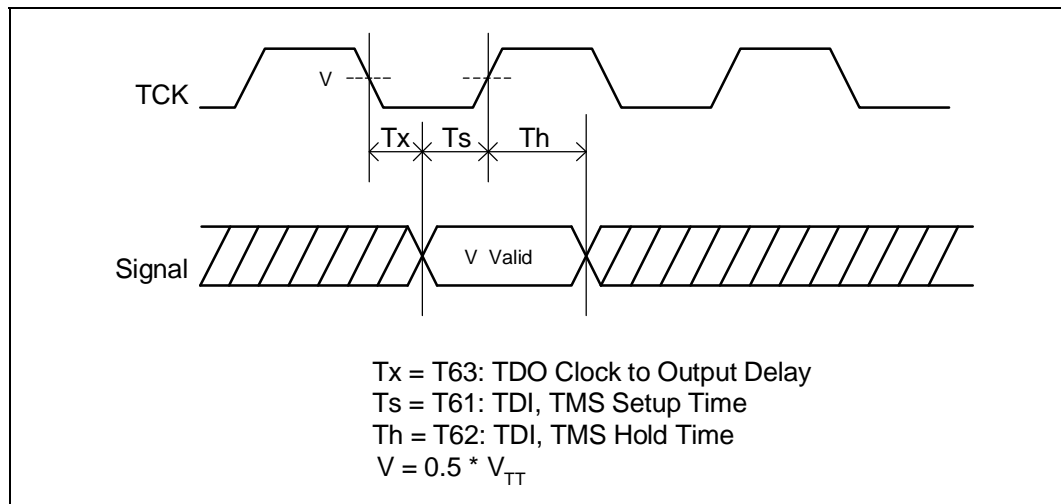 V
TCK
Tx Ts Th
Signal
V Valid
Tx = T63: TDO Clock to Output Delay
Ts = T61: TDI, TMS Setup Time
Th = T62: TDI, TMS Hold Time
V = 0.5 * VTT